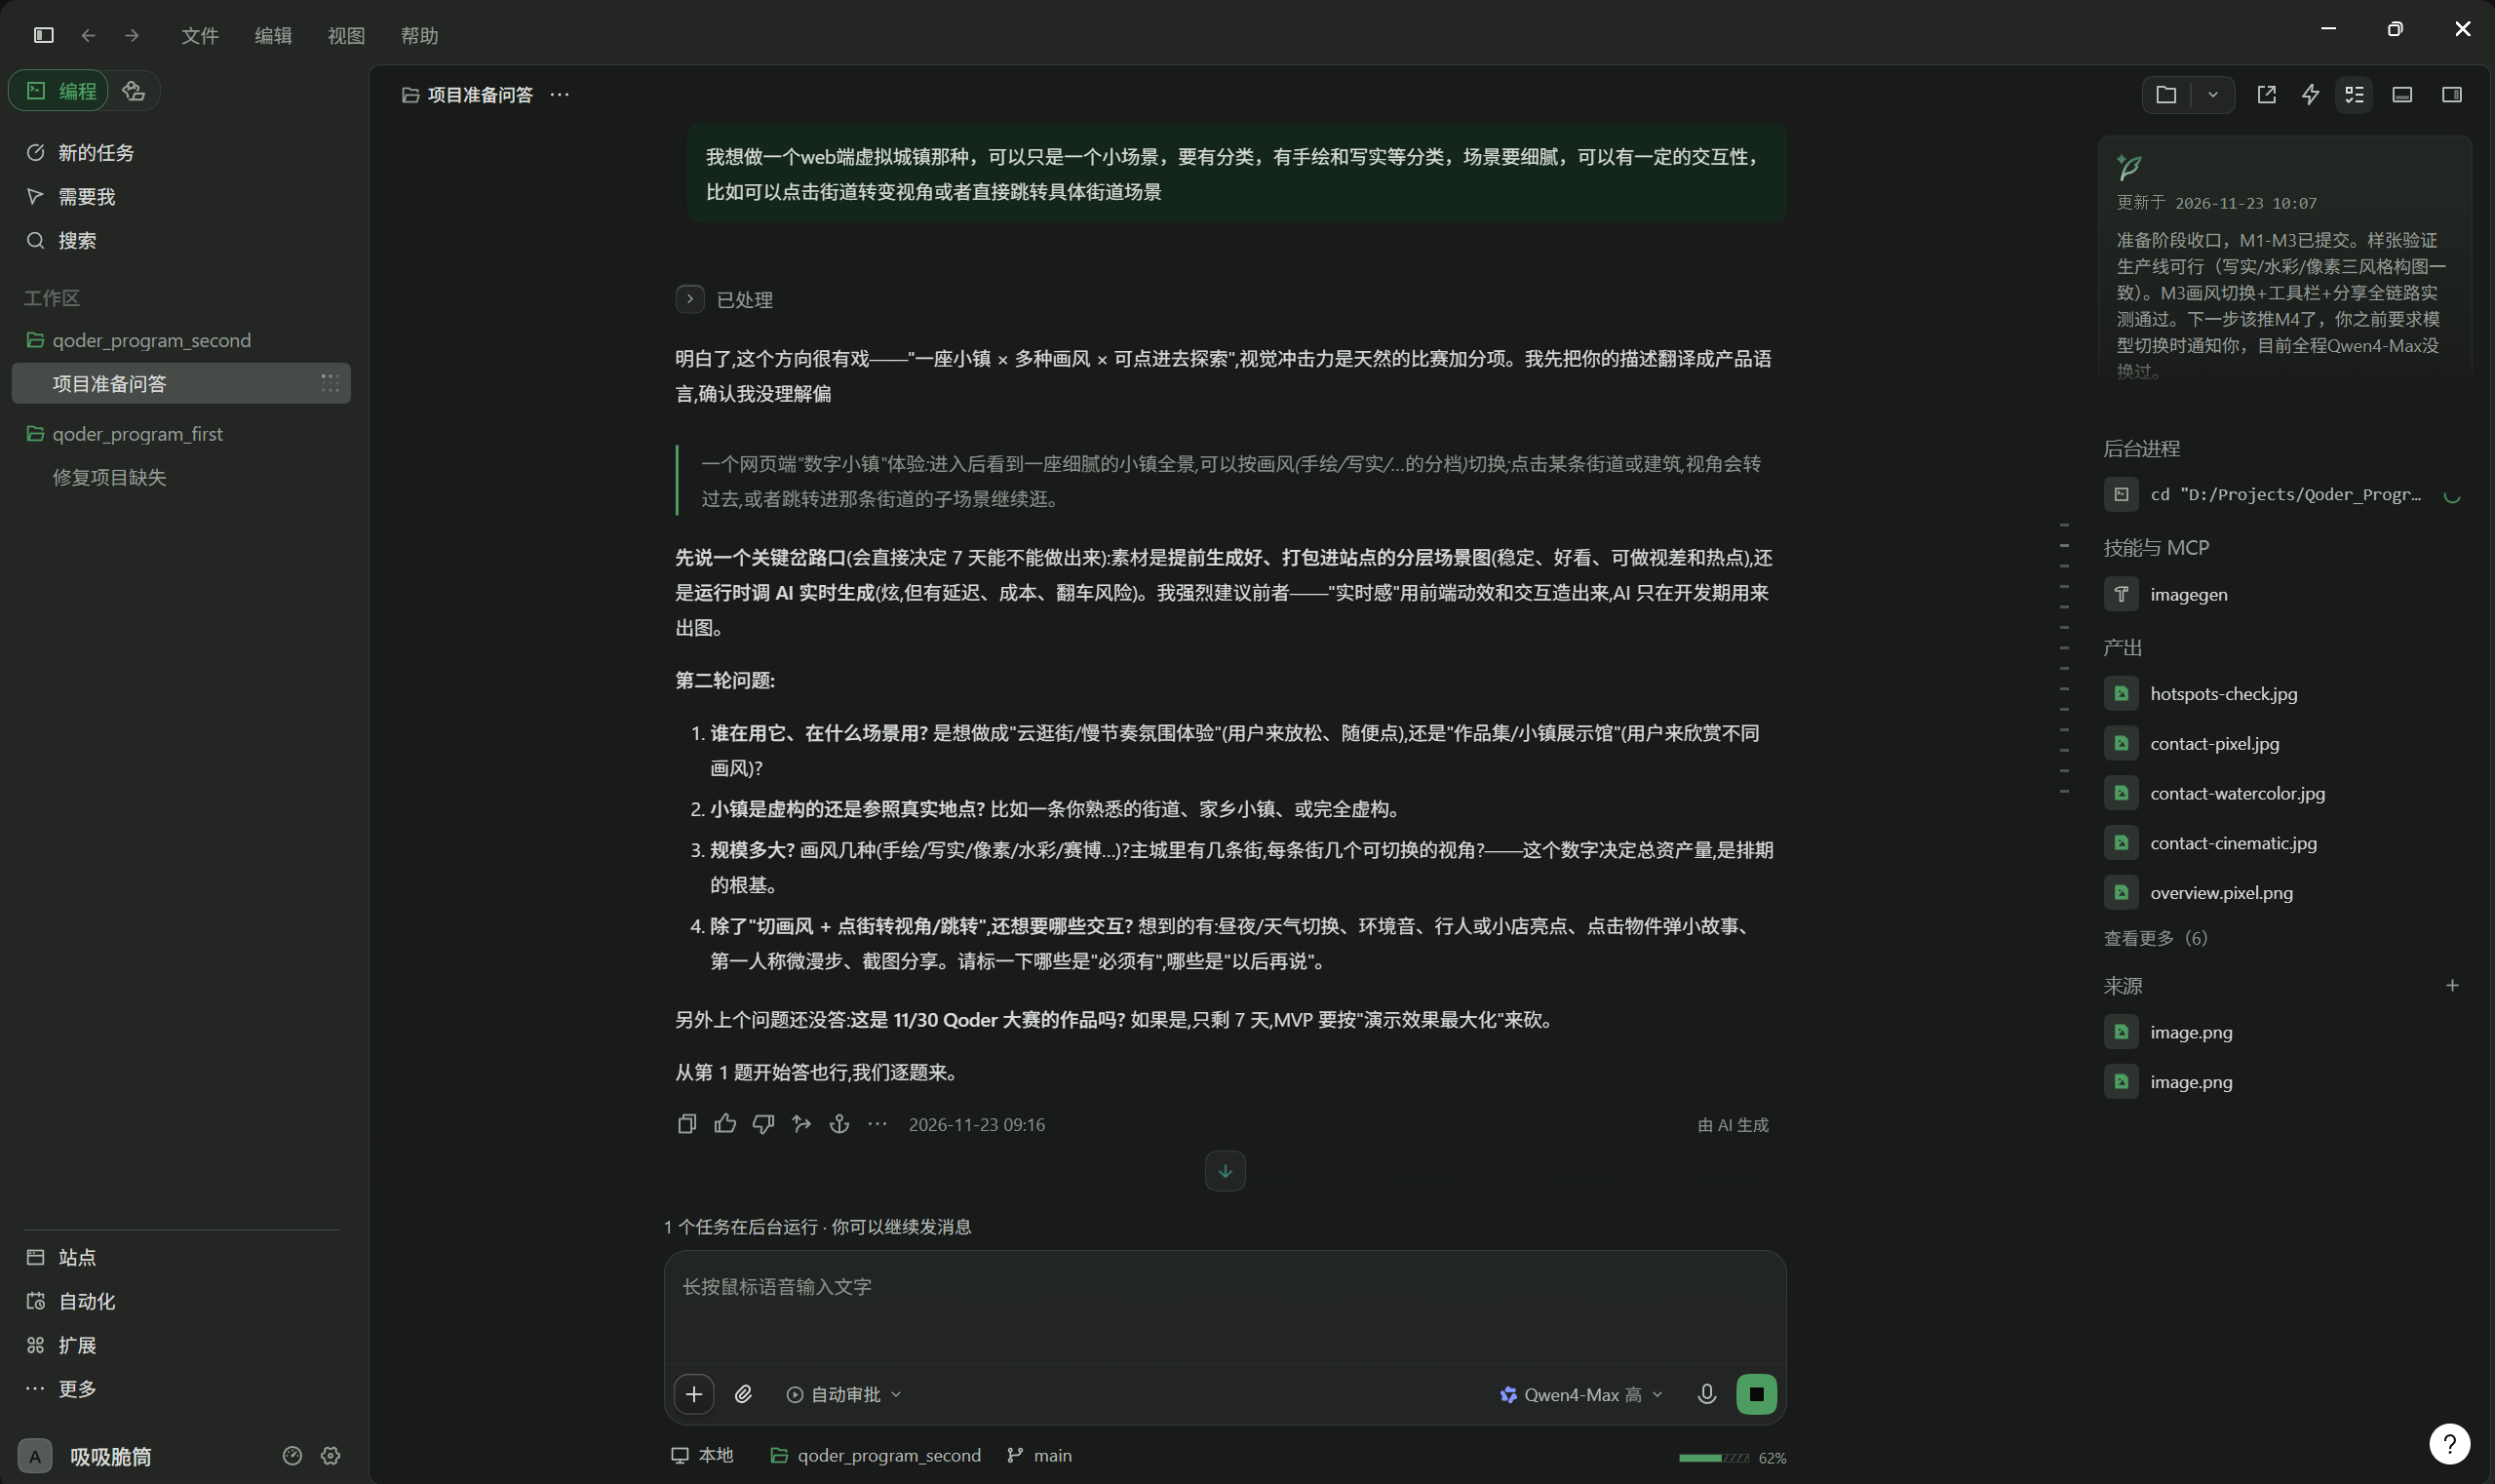 文件 编辑 视图 帮助
编程
新的任务
需要我
搜索
工作区
qoder_program_second
项目准备问答
qoder_program_first
修复项目缺失
站点
自动化
扩展
更多
A 吸吸脆筒
项目准备问答
我想做一个web端虚拟城镇那种，可以只是一个小场景，要有分类，有手绘和写实等分类，场景要细腻，可以有一定的交互性，
比如可以点击街道转变视角或者直接跳转具体街道场景
已处理
明白了,这个方向很有戏——"一座小镇 × 多种画风 × 可点进去探索",视觉冲击力是天然的比赛加分项。我先把你的描述翻译成产品语
言,确认我没理解偏
一个网页端"数字小镇"体验:进入后看到一座细腻的小镇全景,可以按画风(手绘/写实/...的分档)切换;点击某条街道或建筑,视角会转
过去,或者跳转进那条街道的子场景继续逛。
先说一个关键岔路口(会直接决定 7 天能不能做出来):素材是提前生成好、打包进站点的分层场景图(稳定、好看、可做视差和热点),还
是运行时调 AI 实时生成(炫,但有延迟、成本、翻车风险)。我强烈建议前者——"实时感"用前端动效和交互造出来,AI 只在开发期用来
出图。
第二轮问题:
1. 谁在用它、在什么场景用? 是想做成"云逛街/慢节奏氛围体验"(用户来放松、随便点),还是"作品集/小镇展示馆"(用户来欣赏不同
画风)?
2. 小镇是虚构的还是参照真实地点? 比如一条你熟悉的街道、家乡小镇、或完全虚构。
3. 规模多大? 画风几种(手绘/写实/像素/水彩/赛博...)?主城里有几条街,每条街几个可切换的视角?——这个数字决定总资产量,是排期
的根基。
4. 除了"切画风 + 点街转视角/跳转",还想要哪些交互? 想到的有:昼夜/天气切换、环境音、行人或小店亮点、点击物件弹小故事、
第一人称微漫步、截图分享。请标一下哪些是"必须有",哪些是"以后再说"。
另外上个问题还没答:这是 11/30 Qoder 大赛的作品吗? 如果是,只剩 7 天,MVP 要按"演示效果最大化"来砍。
从第 1 题开始答也行,我们逐题来。
2026-11-23 09:16
由 AI 生成
1 个任务在后台运行 · 你可以继续发消息
长按鼠标语音输入文字
自动审批
Qwen4-Max 高
本地 qoder_program_second main
62%
更新于 2026-11-23 10:07
准备阶段收口，M1-M3已提交。样张验证
生产线可行（写实/水彩/像素三风格构图一
致）。M3画风切换+工具栏+分享全链路实
测通过。下一步该推M4了，你之前要求模
型切换时通知你，目前全程Qwen4-Max没
换过。
后台进程
cd "D:/Projects/Qoder_Progr…
技能与 MCP
imagegen
产出
hotspots-check.jpg
contact-pixel.jpg
contact-watercolor.jpg
contact-cinematic.jpg
overview.pixel.png
查看更多（6）
来源
image.png
image.png
?